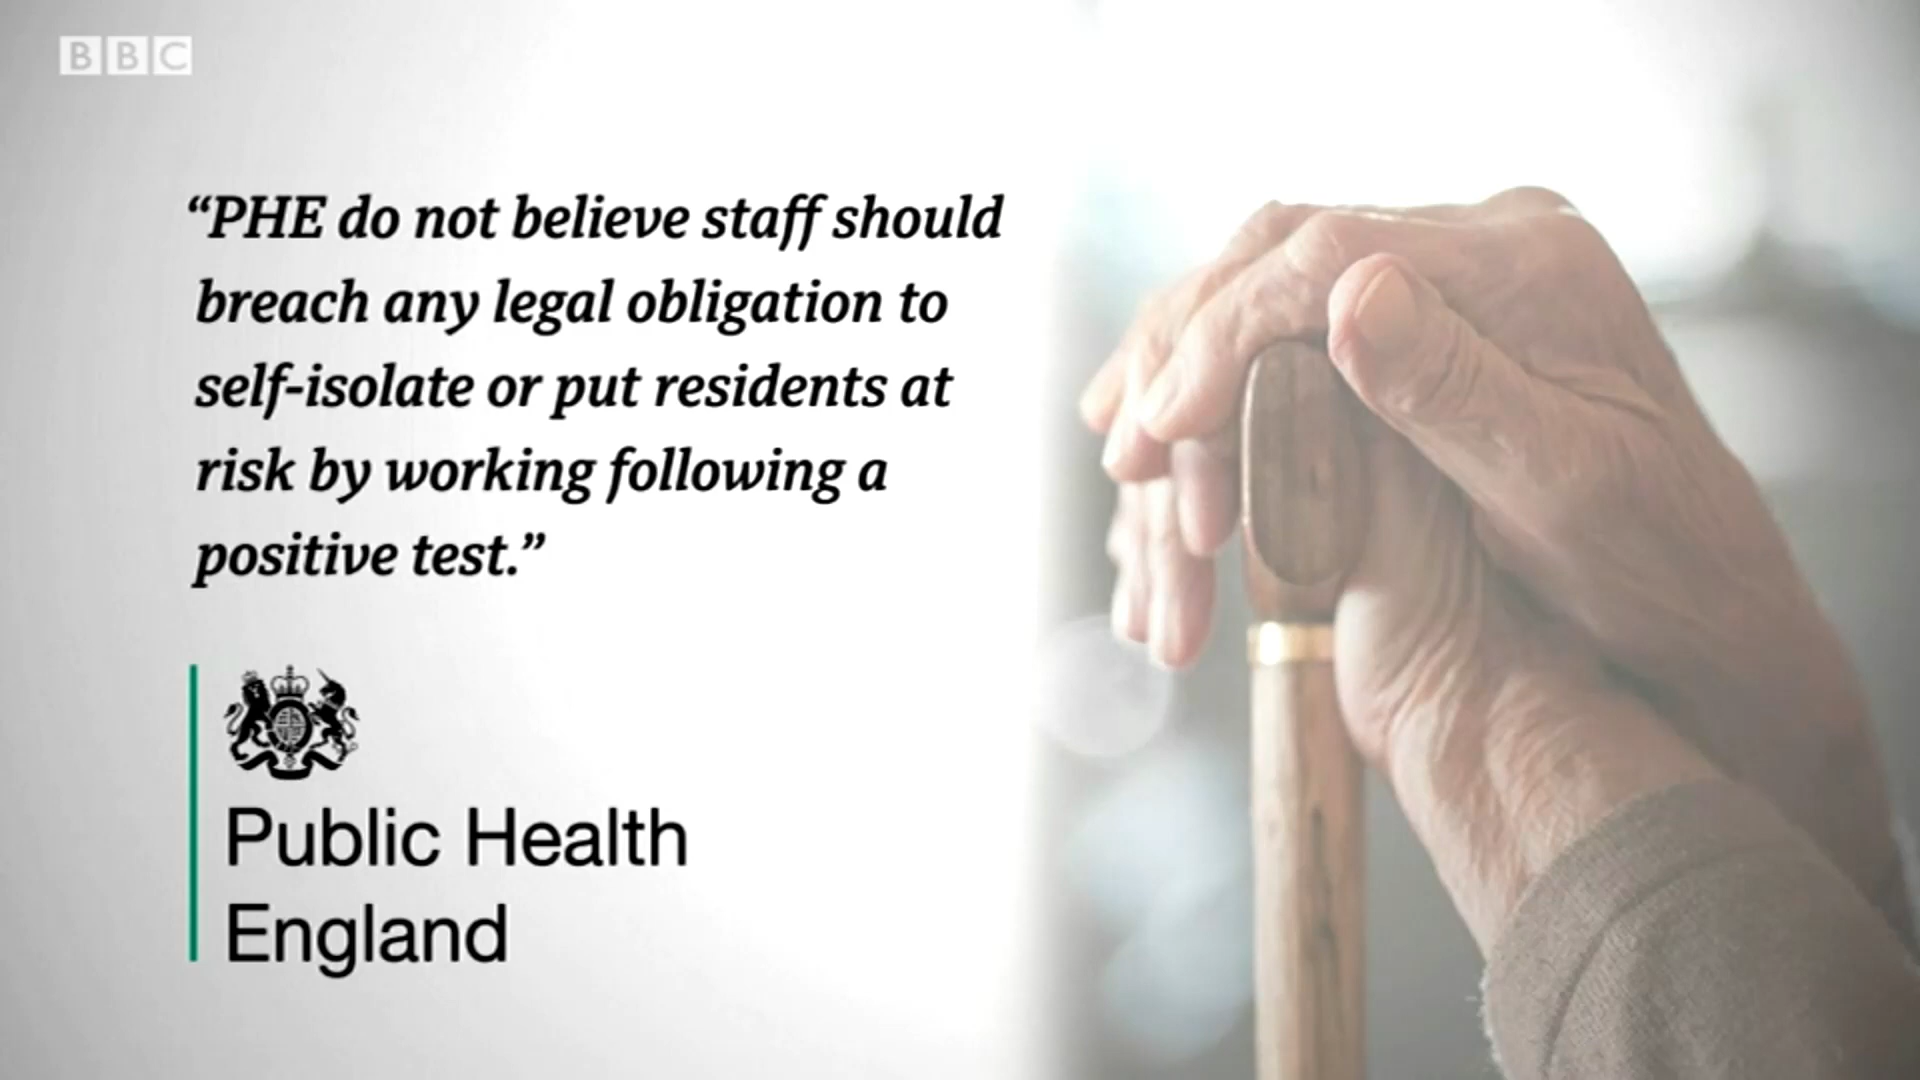 BBC
“PHE do not believe staff should
breach any legal obligation to
self-isolate or put residents at
risk by working following a
positive test.”
Public Health
England